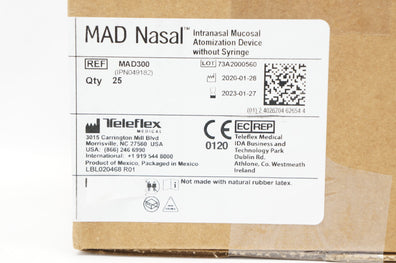 MAD Nasal™
Intranasal Mucosal
Atomization Device
without Syringe
REF MAD300
(IPN049182)
Qty 25
LOT 73A2000560
2020-01-28
2023-01-27
(01) 2 4026704 62654 4
Teleflex
MEDICAL
3015 Carrington Mill Blvd
Morrisville, NC 27560 USA
USA: (866) 246 6990
International: +1 919 544 8000
Product of Mexico, Packaged in Mexico
LBL020468 R01
CE
0120
EC REP
Teleflex Medical
IDA Business and
Technology Park
Dublin Rd.
Athlone, Co. Westmeath
Ireland
Not made with natural rubber latex.